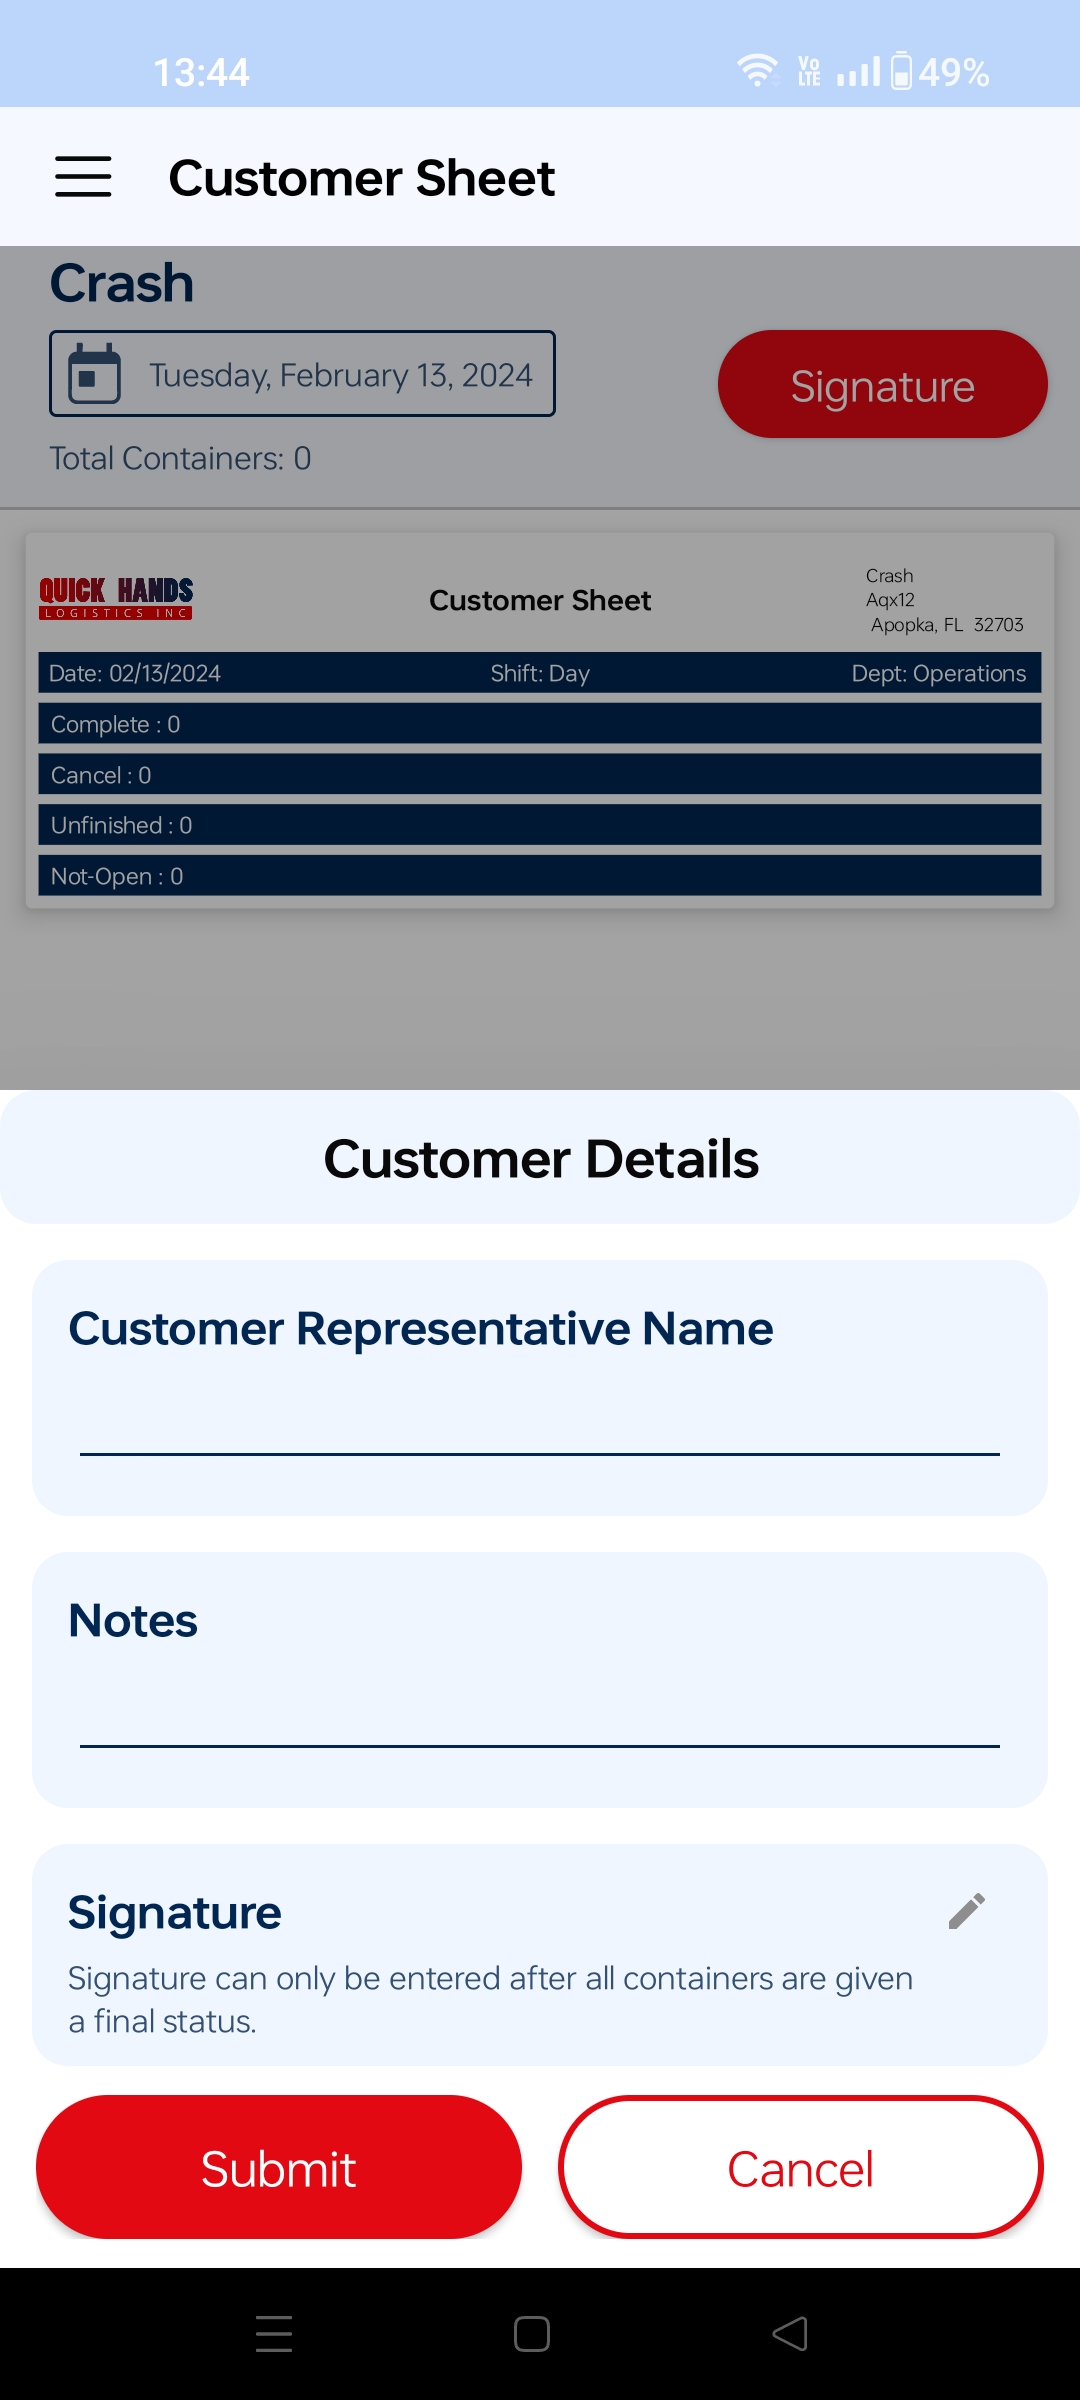 13:44
Vo LTE
49%
Customer Sheet
Crash
Tuesday, February 13, 2024
Signature
Total Containers: 0
QUICK HANDS
LOGISTICS INC
Customer Sheet
Crash
Aqx12
Apopka, FL 32703
Date: 02/13/2024 Shift: Day Dept: Operations
Complete : 0
Cancel : 0
Unfinished : 0
Not-Open : 0
Customer Details
Customer Representative Name
Notes
Signature
Signature can only be entered after all containers are given
a final status.
Submit Cancel